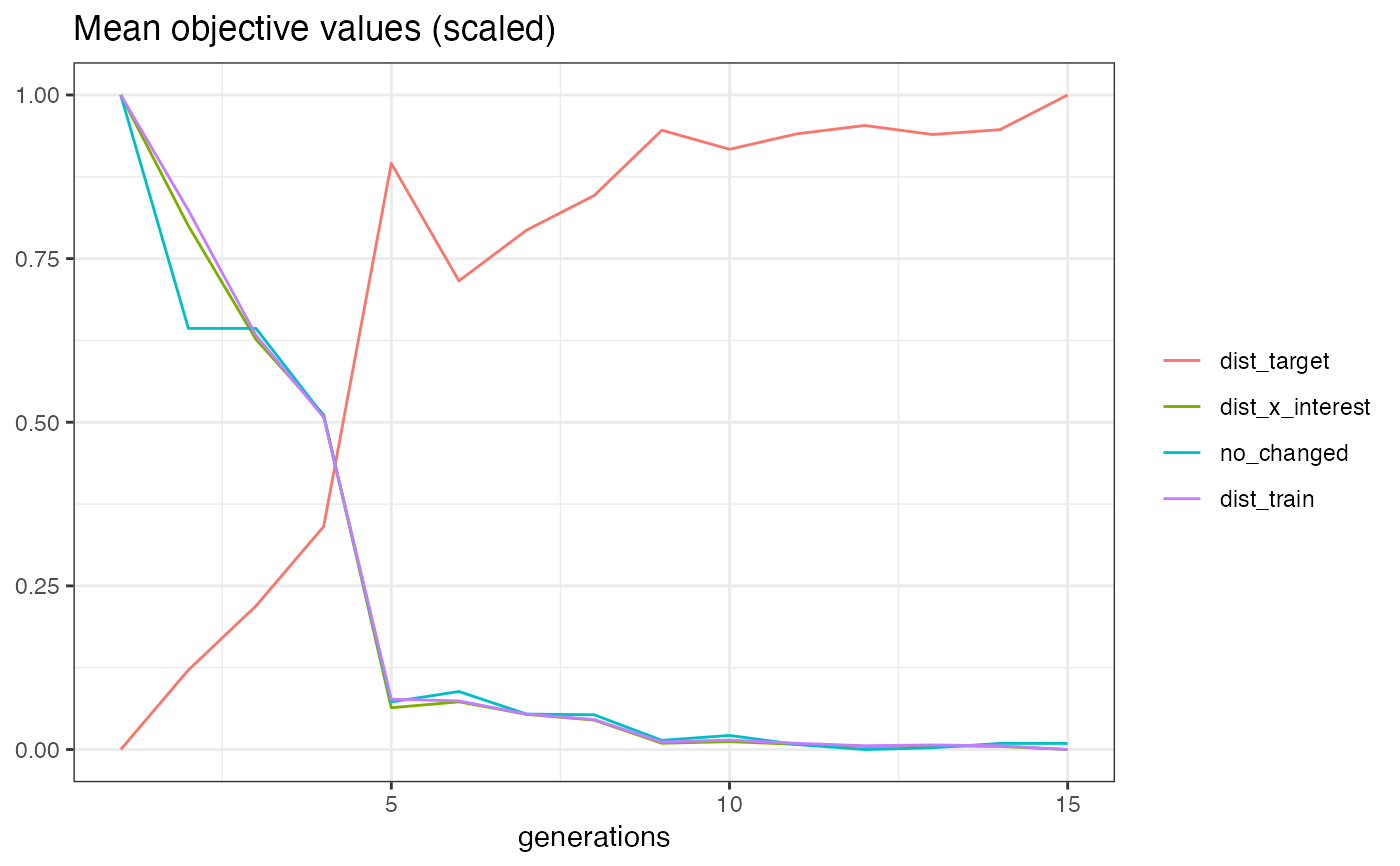 Mean objective values (scaled)
1.00
0.75
0.50
0.25
0.00
5
10
15
generations
dist_target
dist_x_interest
no_changed
dist_train